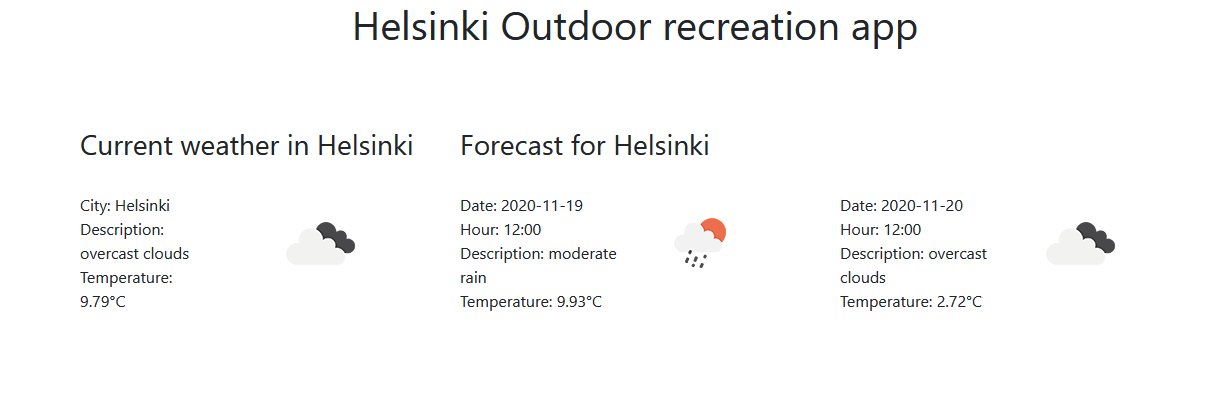 Helsinki Outdoor recreation app
Current weather in Helsinki
Forecast for Helsinki
City: Helsinki
Description:
overcast clouds
Temperature:
9.79°C
Date: 2020-11-19
Hour: 12:00
Description: moderate
rain
Temperature: 9.93°C
Date: 2020-11-20
Hour: 12:00
Description: overcast
clouds
Temperature: 2.72°C